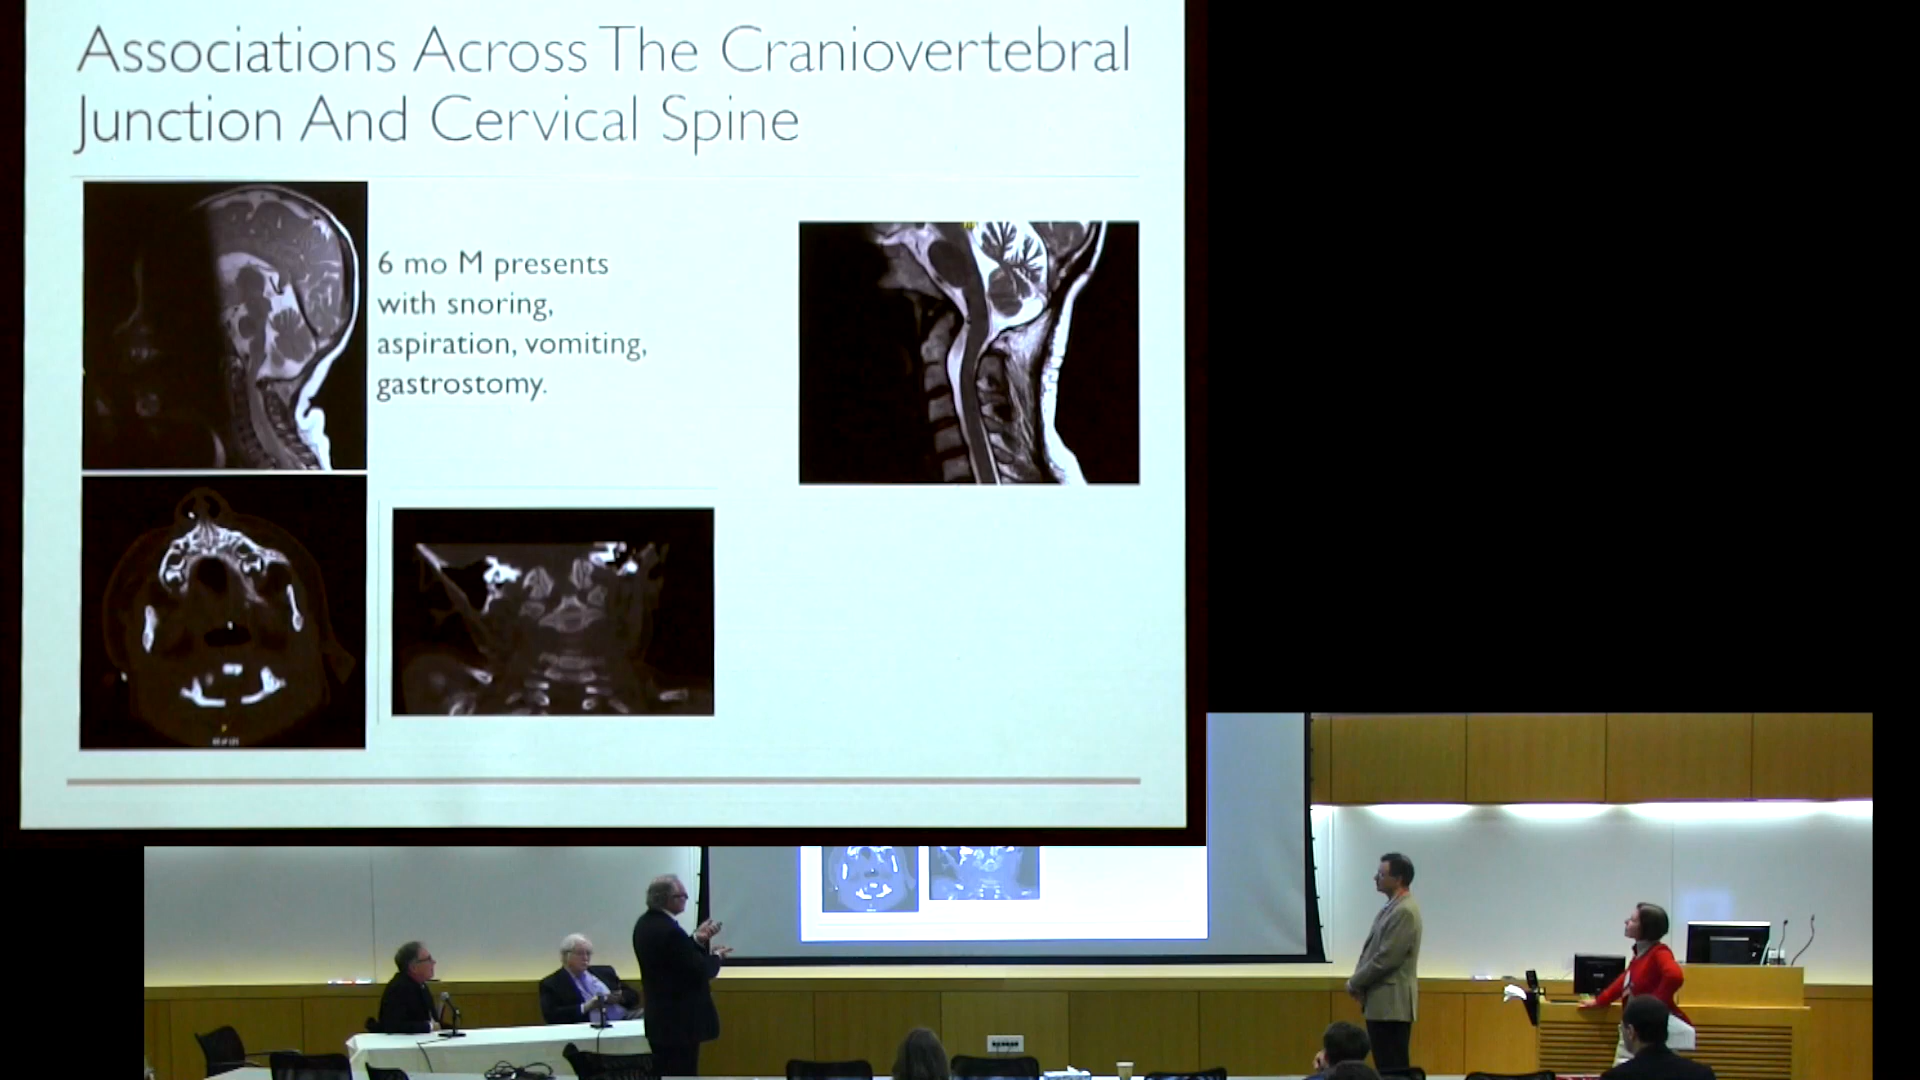 Associations Across The Craniovertebral
Junction And Cervical Spine
6 mo M presents
with snoring,
aspiration, vomiting,
gastrostomy.